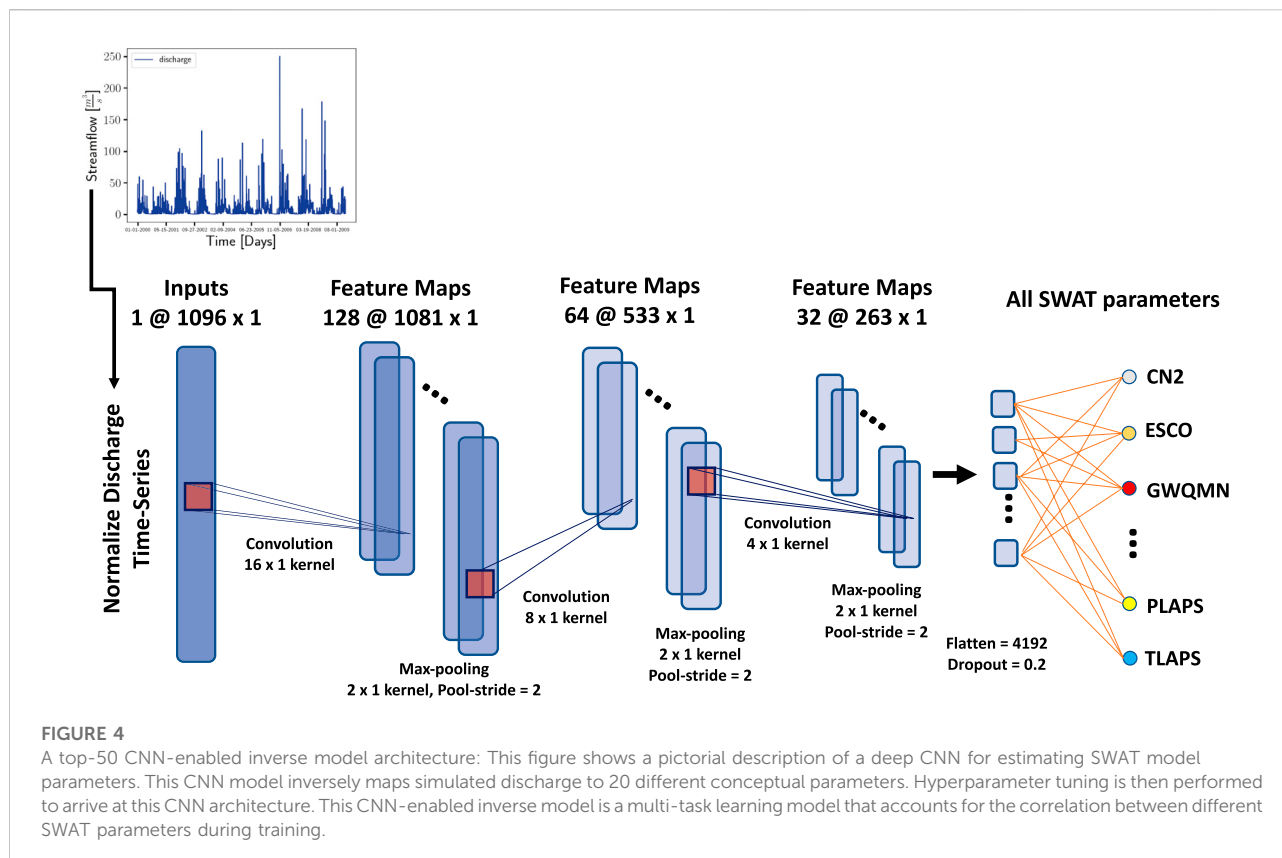 250
200
150
100
50
0
discharge
Streamflow [m³/s]
01-01-2000 05-15-2001 09-27-2002 02-09-2004 06-23-2005 11-05-2006 03-19-2008 08-01-2009
Time [Days]
Normalize Discharge
Time-Series
Inputs
1 @ 1096 x 1
Feature Maps
128 @ 1081 x 1
Feature Maps
64 @ 533 x 1
Feature Maps
32 @ 263 x 1
All SWAT parameters
Convolution
16 x 1 kernel
Max-pooling
2 x 1 kernel, Pool-stride = 2
Convolution
8 x 1 kernel
Max-pooling
2 x 1 kernel
Pool-stride = 2
Convolution
4 x 1 kernel
Max-pooling
2 x 1 kernel
Pool-stride = 2
Flatten = 4192
Dropout = 0.2
CN2
ESCO
GWQMN
PLAPS
TLAPS
FIGURE 4
A top-50 CNN-enabled inverse model architecture: This figure shows a pictorial description of a deep CNN for estimating SWAT model
parameters. This CNN model inversely maps simulated discharge to 20 different conceptual parameters. Hyperparameter tuning is then performed
to arrive at this CNN architecture. This CNN-enabled inverse model is a multi-task learning model that accounts for the correlation between different
SWAT parameters during training.